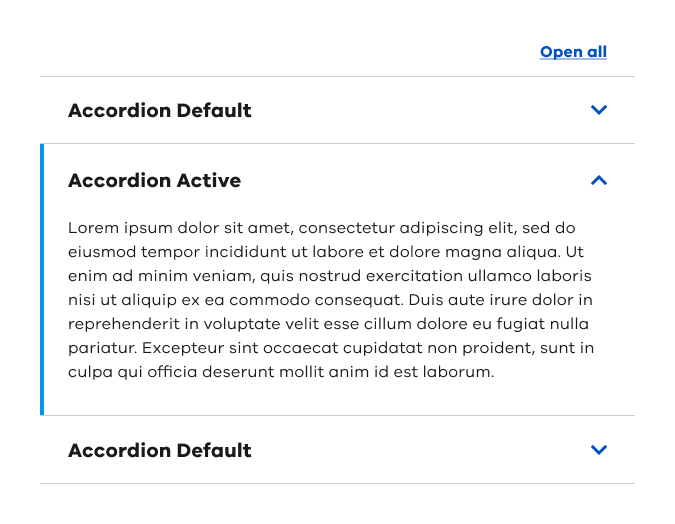 Open all
Accordion Default
Accordion Active
Lorem ipsum dolor sit amet, consectetur adipiscing elit, sed do
eiusmod tempor incididunt ut labore et dolore magna aliqua. Ut
enim ad minim veniam, quis nostrud exercitation ullamco laboris
nisi ut aliquip ex ea commodo consequat. Duis aute irure dolor in
reprehenderit in voluptate velit esse cillum dolore eu fugiat nulla
pariatur. Excepteur sint occaecat cupidatat non proident, sunt in
culpa qui officia deserunt mollit anim id est laborum.
Accordion Default